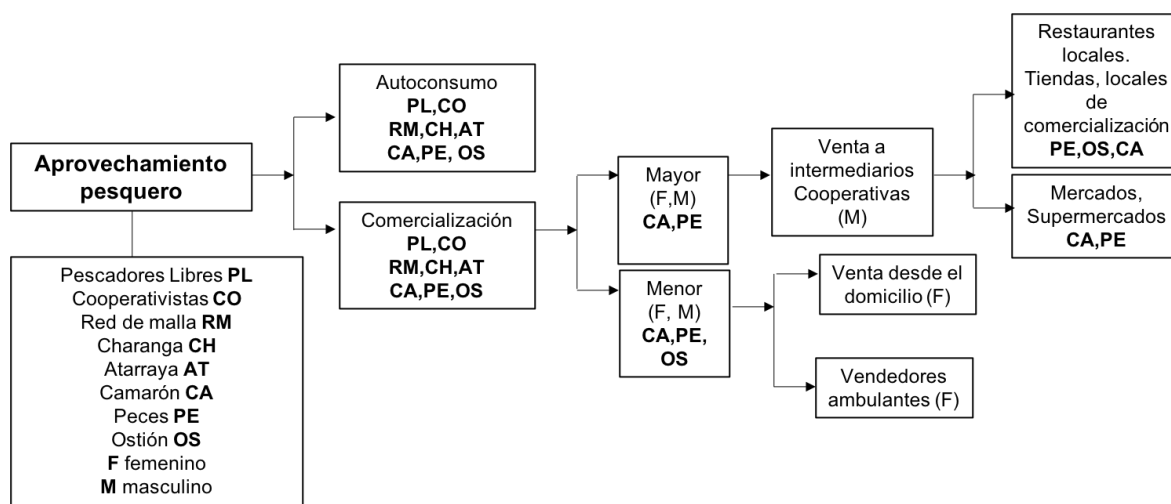 Aprovechamiento
pesquero
Pescadores Libres PL
Cooperativistas CO
Red de malla RM
Charanga CH
Atarraya AT
Camarón CA
Peces PE
Ostión OS
F femenino
M masculino
Autoconsumo
PL,CO
RM,CH,AT
CA,PE, OS
Comercialización
PL,CO
RM,CH,AT
CA,PE,OS
Mayor
(F,M)
CA,PE
Menor
(F, M)
CA,PE,
OS
Venta a
intermediarios
Cooperativas
(M)
Venta desde el
domicilio (F)
Vendedores
ambulantes (F)
Restaurantes
locales.
Tiendas, locales
de
comercialización
PE,OS,CA
Mercados,
Supermercados
CA,PE